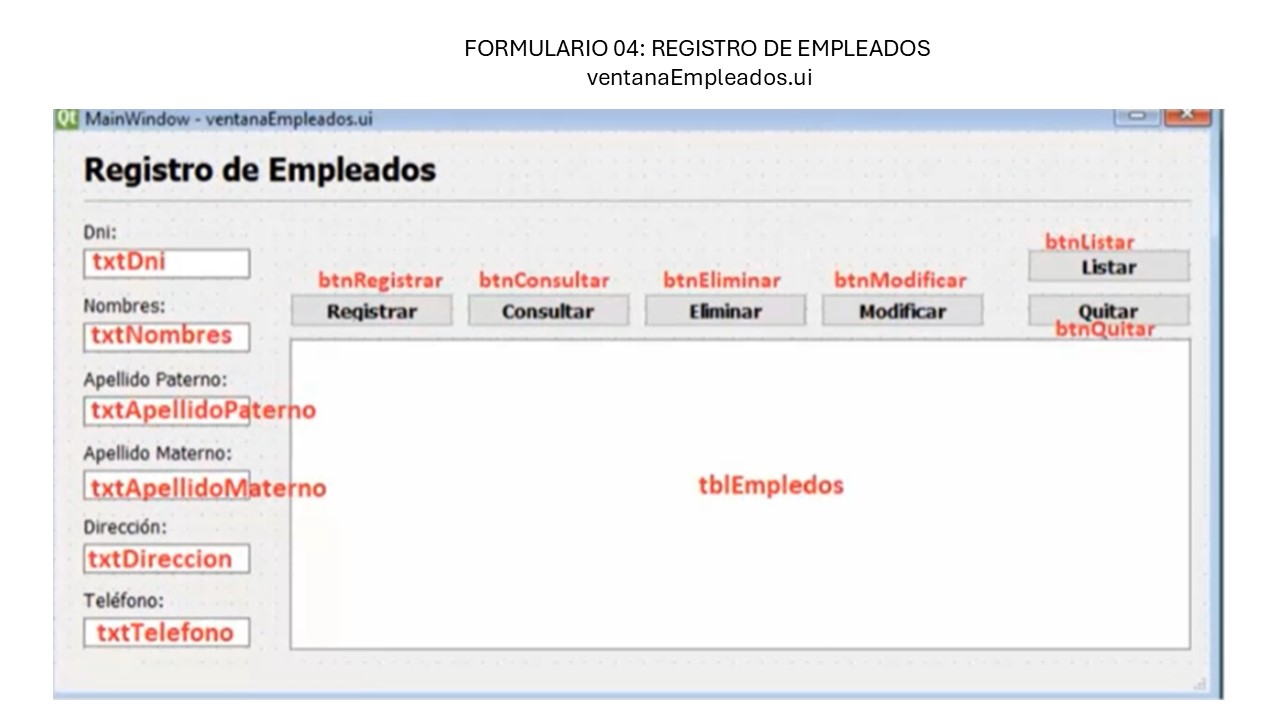 FORMULARIO 04: REGISTRO DE EMPLEADOS
ventanaEmpleados.ui
Qt MainWindow - ventanaEmpleados.ui
Registro de Empleados
Dni:
txtDni
Nombres:
txtNombres
Apellido Paterno:
txtApellidoPaterno
Apellido Materno:
txtApellidoMaterno
Dirección:
txtDireccion
Teléfono:
txtTelefono
btnRegistrar
Registrar
btnConsultar
Consultar
btnEliminar
Eliminar
btnModificar
Modificar
btnListar
Listar
Quitar
btnQuitar
tblEmpledos